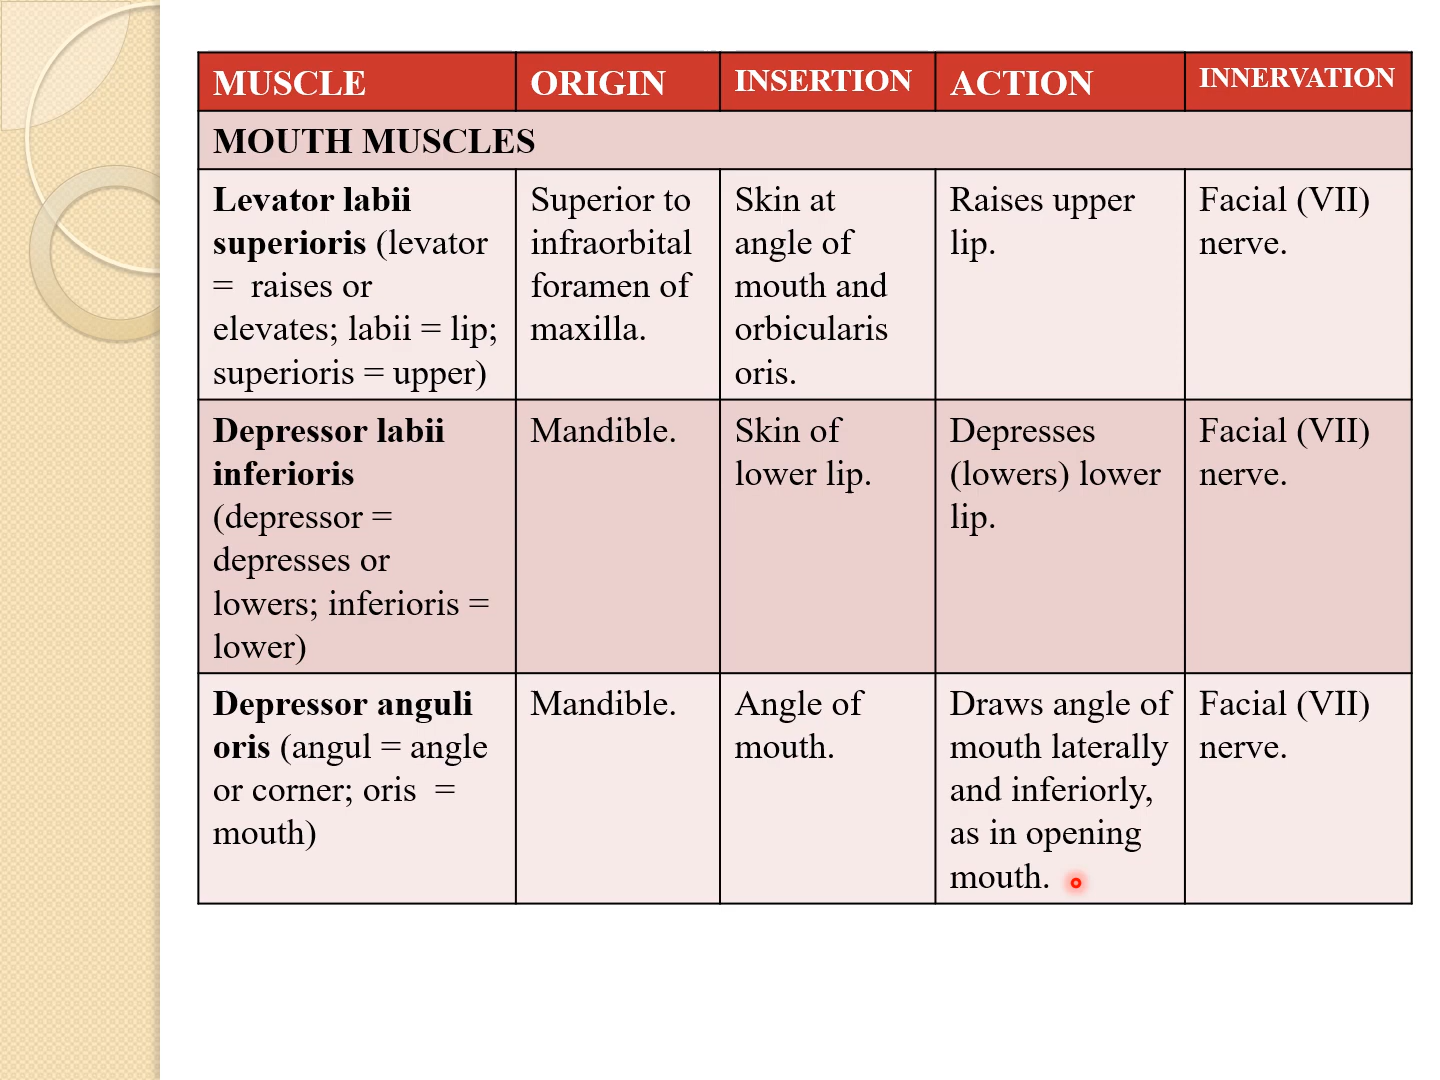 MUSCLE ORIGIN INSERTION ACTION INNERVATION
MOUTH MUSCLES
Levator labii
superioris (levator
= raises or
elevates; labii = lip;
superioris = upper)
Superior to
infraorbital
foramen of
maxilla.
Skin at
angle of
mouth and
orbicularis
oris.
Raises upper
lip.
Facial (VII)
nerve.
Depressor labii
inferioris
(depressor =
depresses or
lowers; inferioris =
lower)
Mandible.
Skin of
lower lip.
Depresses
(lowers) lower
lip.
Facial (VII)
nerve.
Depressor anguli
oris (angul = angle
or corner; oris =
mouth)
Mandible.
Angle of
mouth.
Draws angle of
mouth laterally
and inferiorly,
as in opening
mouth.
Facial (VII)
nerve.